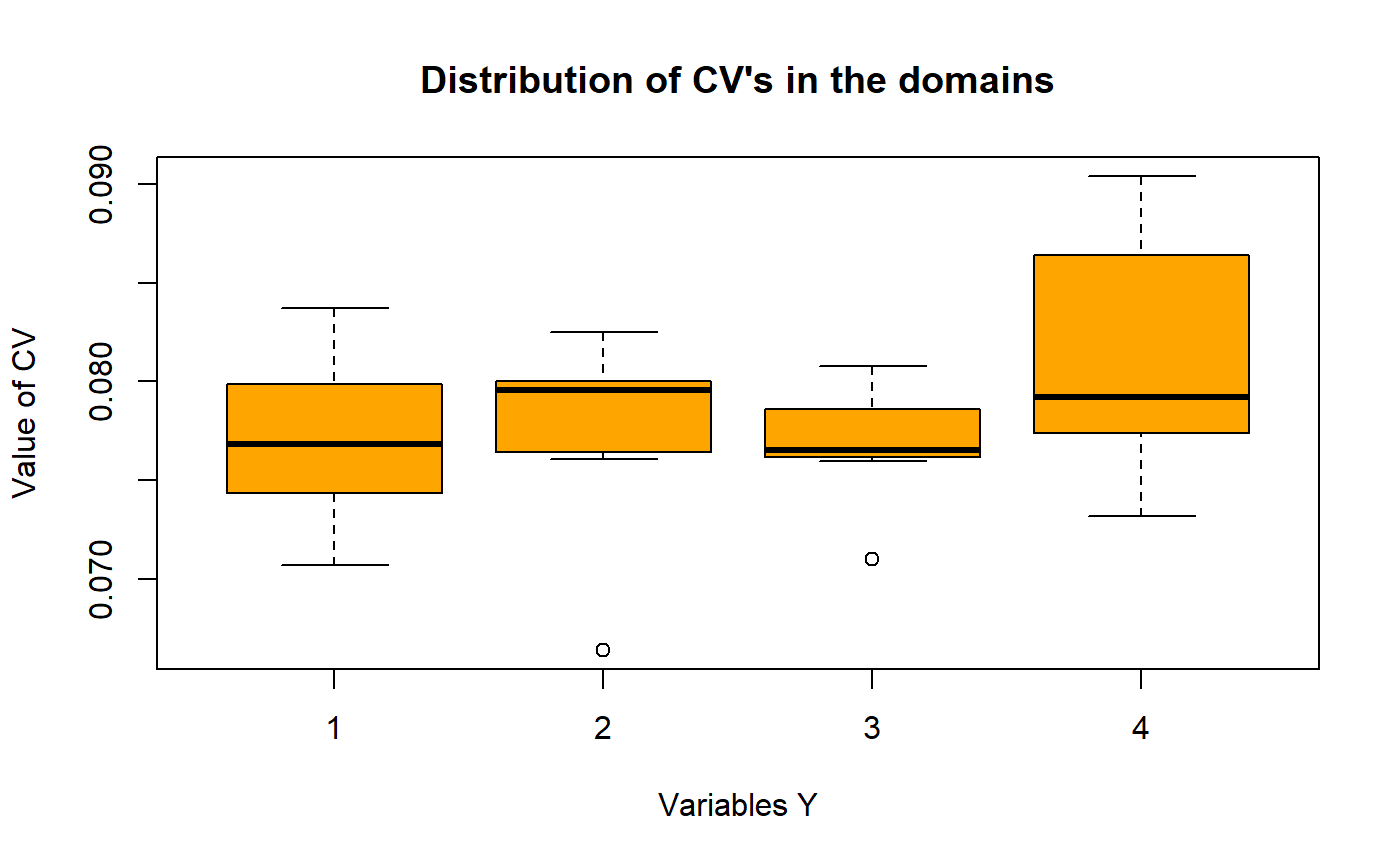 Distribution of CV's in the domains
Value of CV
0.090
0.080
0.070
1 2 3 4
Variables Y